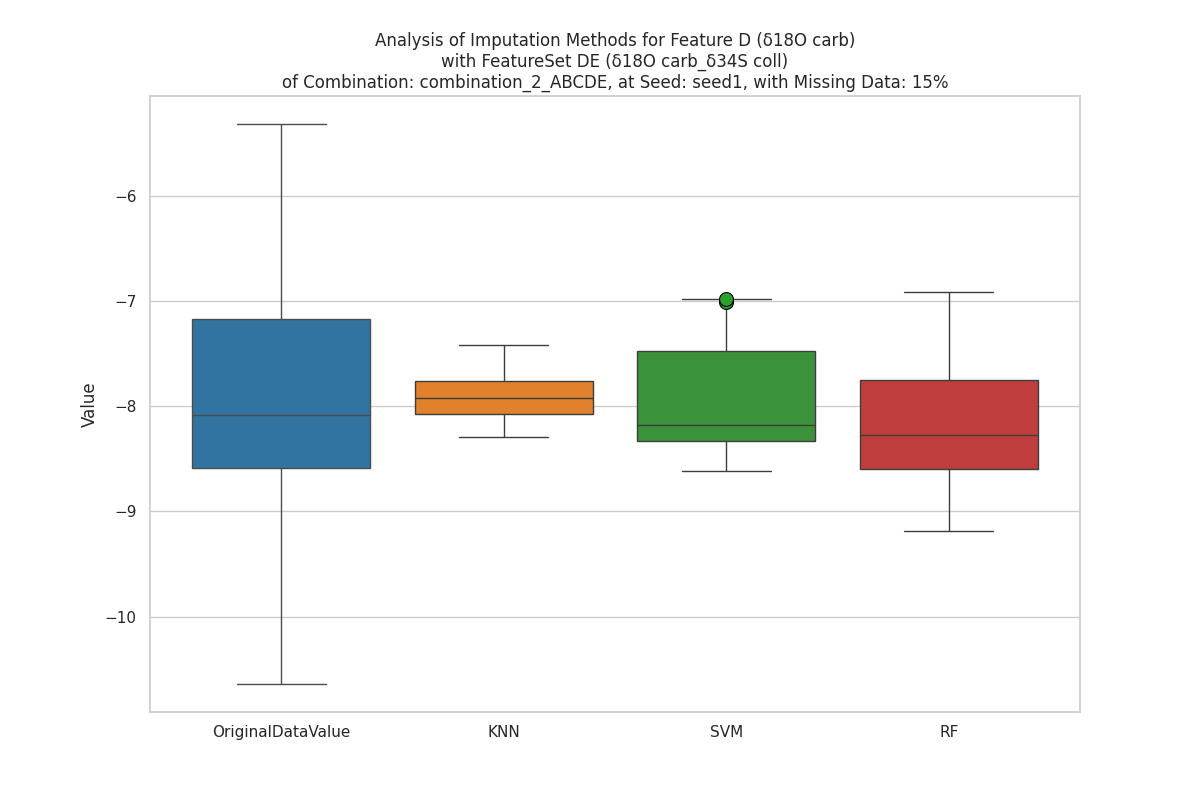 Analysis of Imputation Methods for Feature D (δ18O carb)
with FeatureSet DE (δ18O carb_δ34S coll)
of Combination: combination_2_ABCDE, at Seed: seed1, with Missing Data: 15%
Value
−6
−7
−8
−9
−10
OriginalDataValue
KNN
SVM
RF